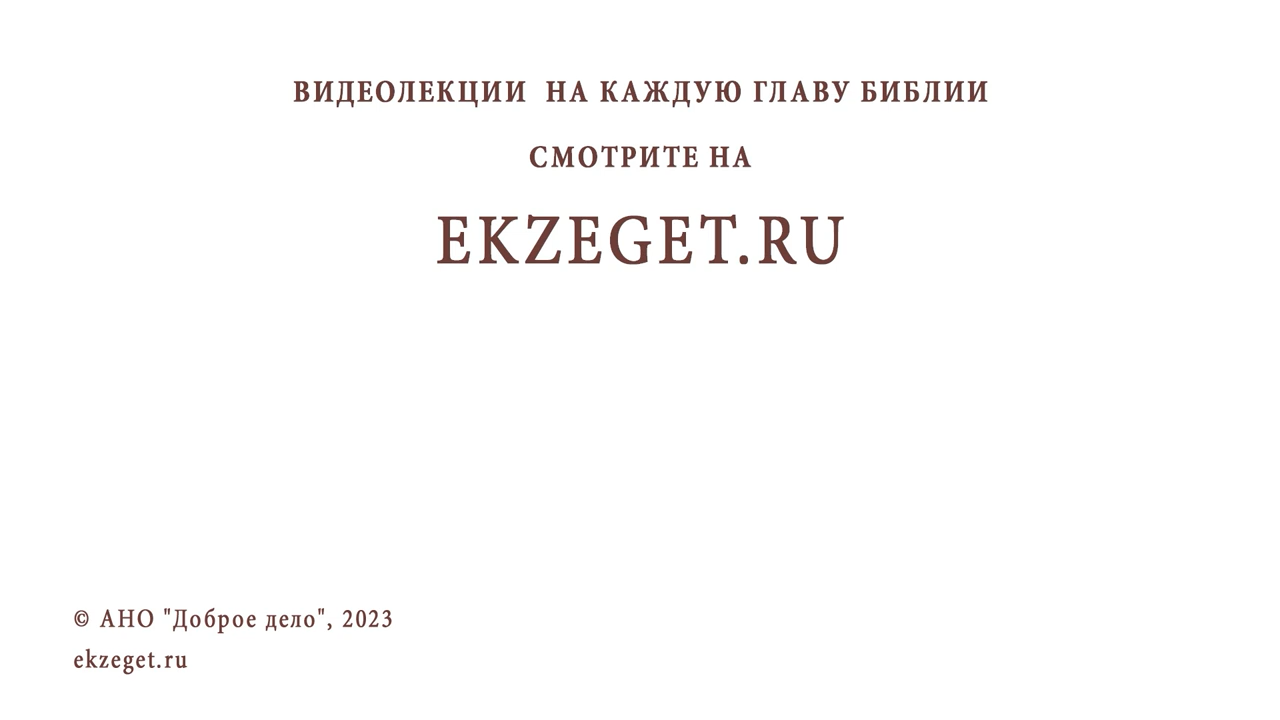 ВИДЕОЛЕКЦИИ НА КАЖДУЮ ГЛАВУ БИБЛИИ
СМОТРИТЕ НА
EKZEGET.RU
© АНО "Доброе дело", 2023
ekzeget.ru